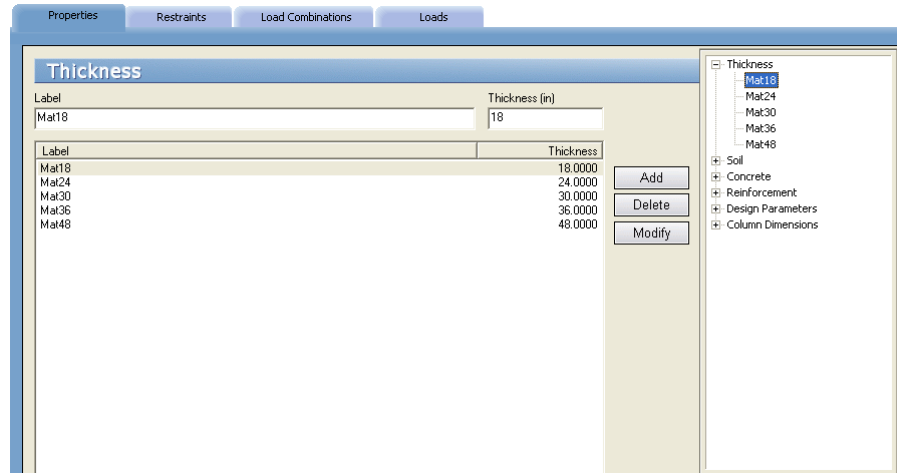 Properties Restraints Load Combinations Loads
Thickness
Label Thickness (in)
Mat18 18
Label Thickness
Mat18 18.0000
Mat24 24.0000
Mat30 30.0000
Mat36 36.0000
Mat48 48.0000
Add
Delete
Modify
Thickness
Mat18
Mat24
Mat30
Mat36
Mat48
Soil
Concrete
Reinforcement
Design Parameters
Column Dimensions